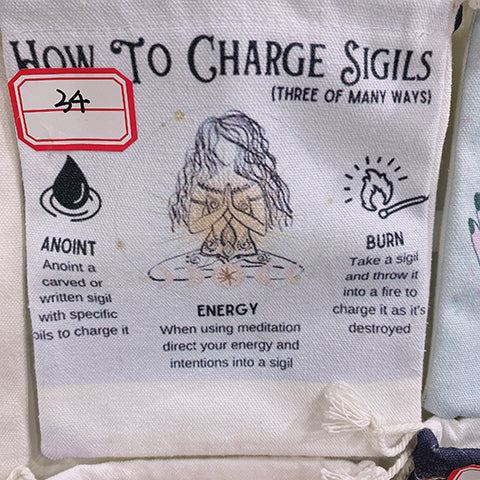 How To Charge Sigils
(THREE OF MANY WAYS)
34
ANOINT
Anoint a
carved or
written sigil
with specific
oils to charge it
ENERGY
When using meditation
direct your energy and
intentions into a sigil
BURN
Take a sigil
and throw it
into a fire to
charge it as it's
destroyed